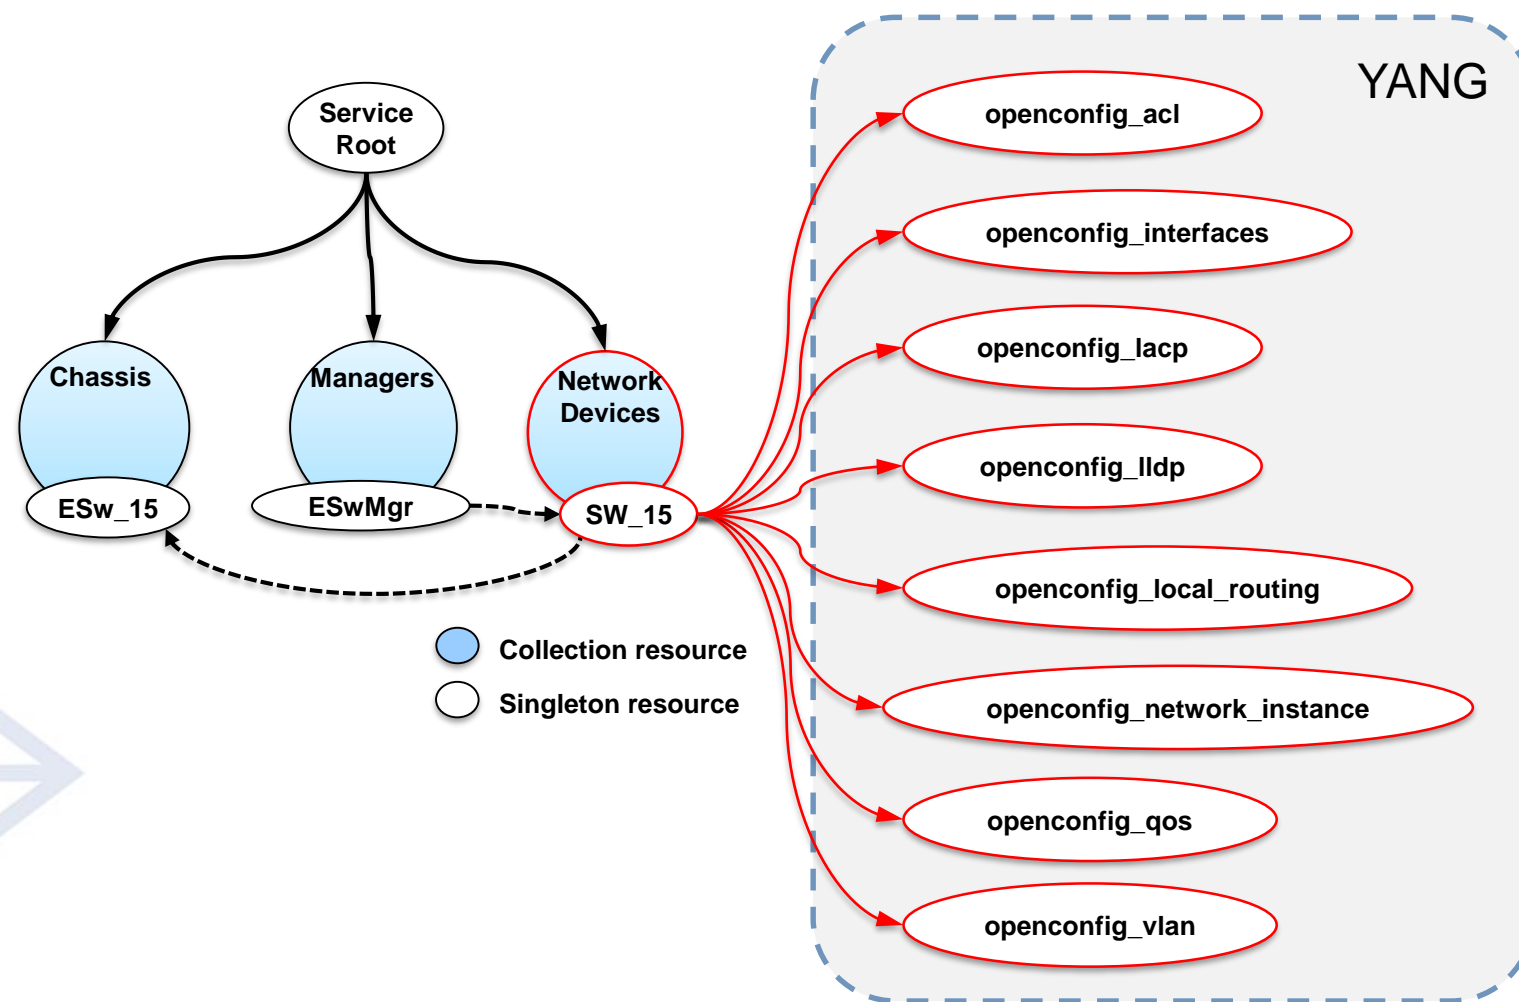 Service
Root
Chassis
Managers
Network
Devices
ESw_15
ESwMgr
SW_15
Collection resource
Singleton resource
YANG
openconfig_acl
openconfig_interfaces
openconfig_lacp
openconfig_lldp
openconfig_local_routing
openconfig_network_instance
openconfig_qos
openconfig_vlan